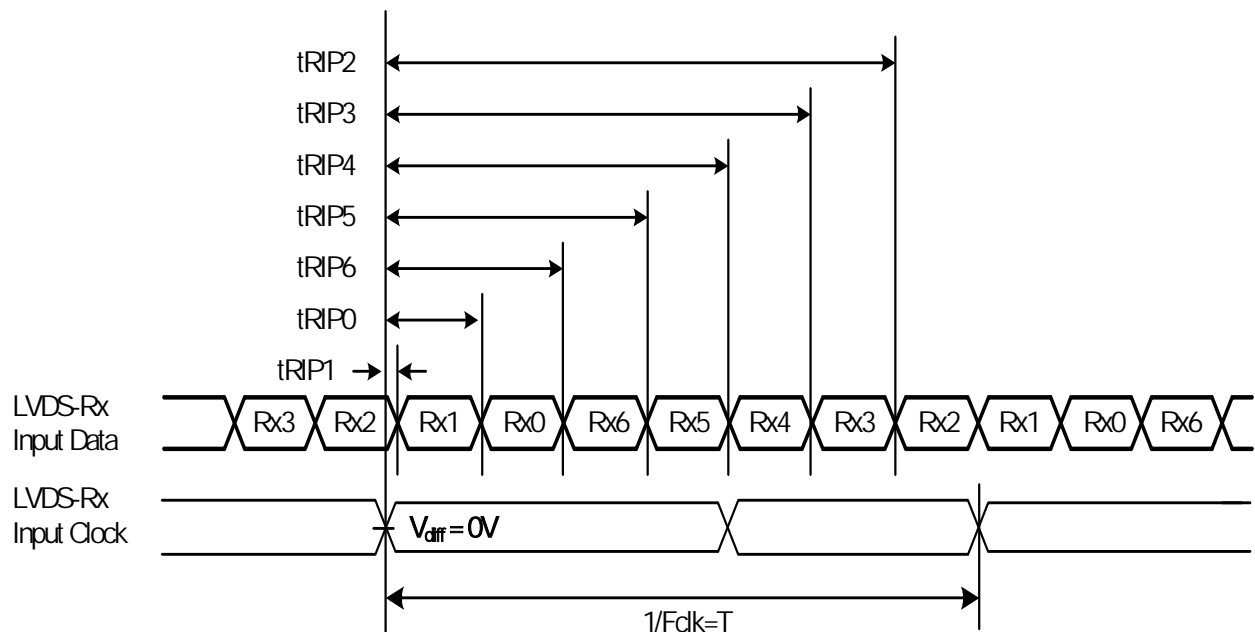 tRIP2
tRIP3
tRIP4
tRIP5
tRIP6
tRIP0
tRIP1
LVDS-Rx
Input Data
Rx3 Rx2 Rx1 Rx0 Rx6 Rx5 Rx4 Rx3 Rx2 Rx1 Rx0 Rx6
LVDS-Rx
Input Clock
Vdiff = 0V
1/Fclk=T